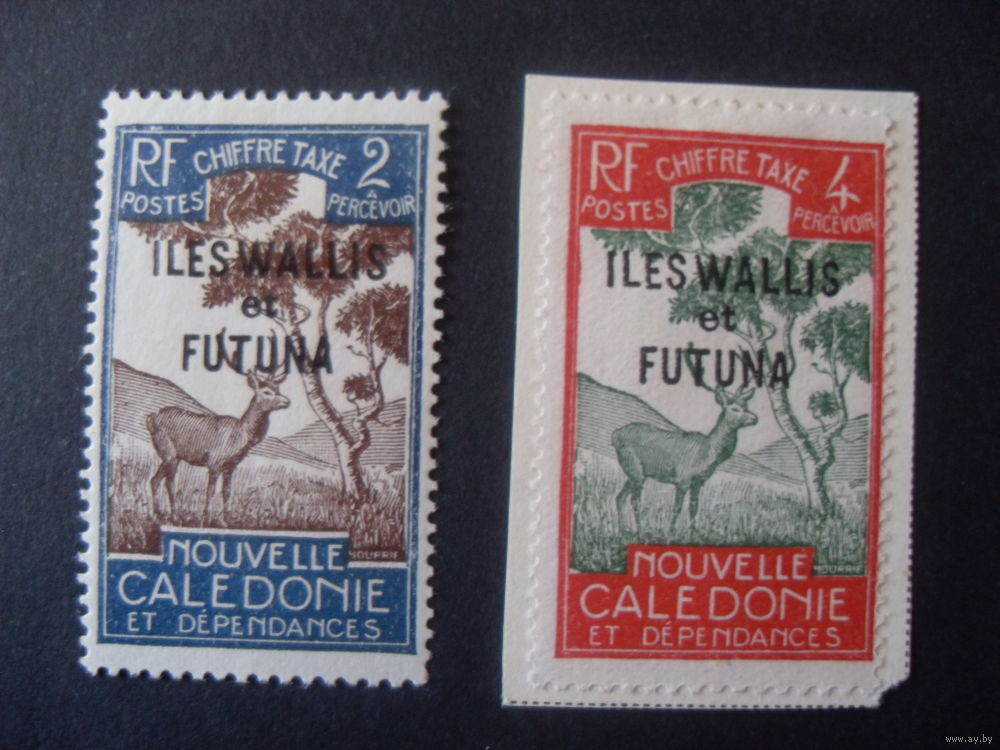 RF CHIFFRE TAXE 2
POSTES À PERCEVOIR
ILES WALLIS
et
FUTUNA
MOURRIE
NOUVELLE
CALEDONIE
ET DÉPENDANCES
RF CHIFFRE TAXE 4
POSTES À PERCEVOIR
ILES WALLIS
et
FUTUNA
NOUVELLE
CALEDONIE
ET DÉPENDANCES
www.ay.by